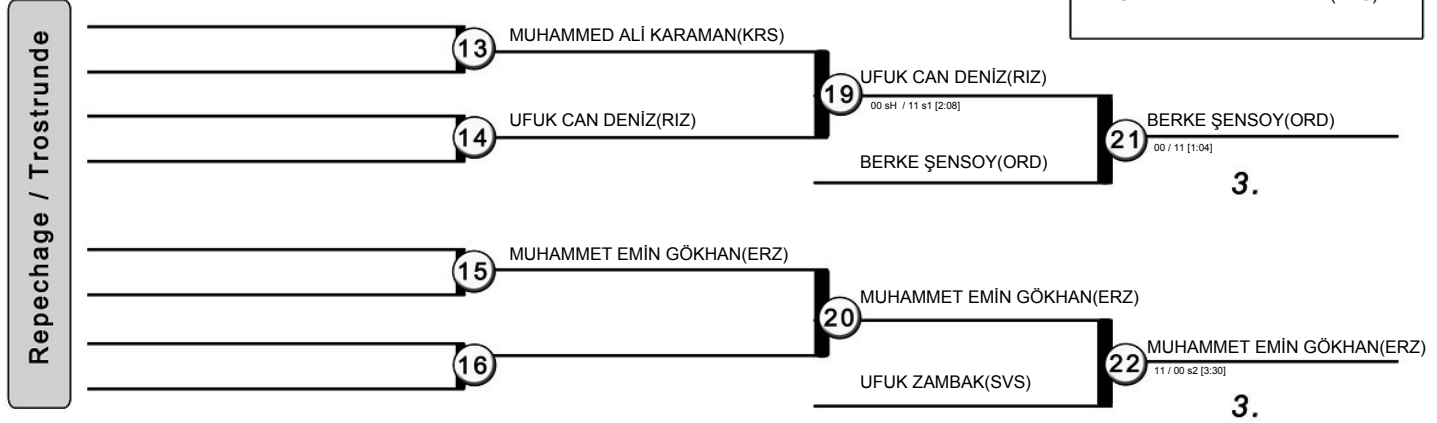 Repechage / Trostrunde
13
MUHAMMED ALİ KARAMAN(KRS)
14
UFUK CAN DENİZ(RIZ)
19
UFUK CAN DENİZ(RIZ)
00 sH / 11 s1 [2:08]
BERKE ŞENSOY(ORD)
21
BERKE ŞENSOY(ORD)
00 / 11 [1:04]
3.
15
MUHAMMET EMİN GÖKHAN(ERZ)
16
20
MUHAMMET EMİN GÖKHAN(ERZ)
UFUK ZAMBAK(SVS)
22
MUHAMMET EMİN GÖKHAN(ERZ)
11 / 00 s2 [3:30]
3.